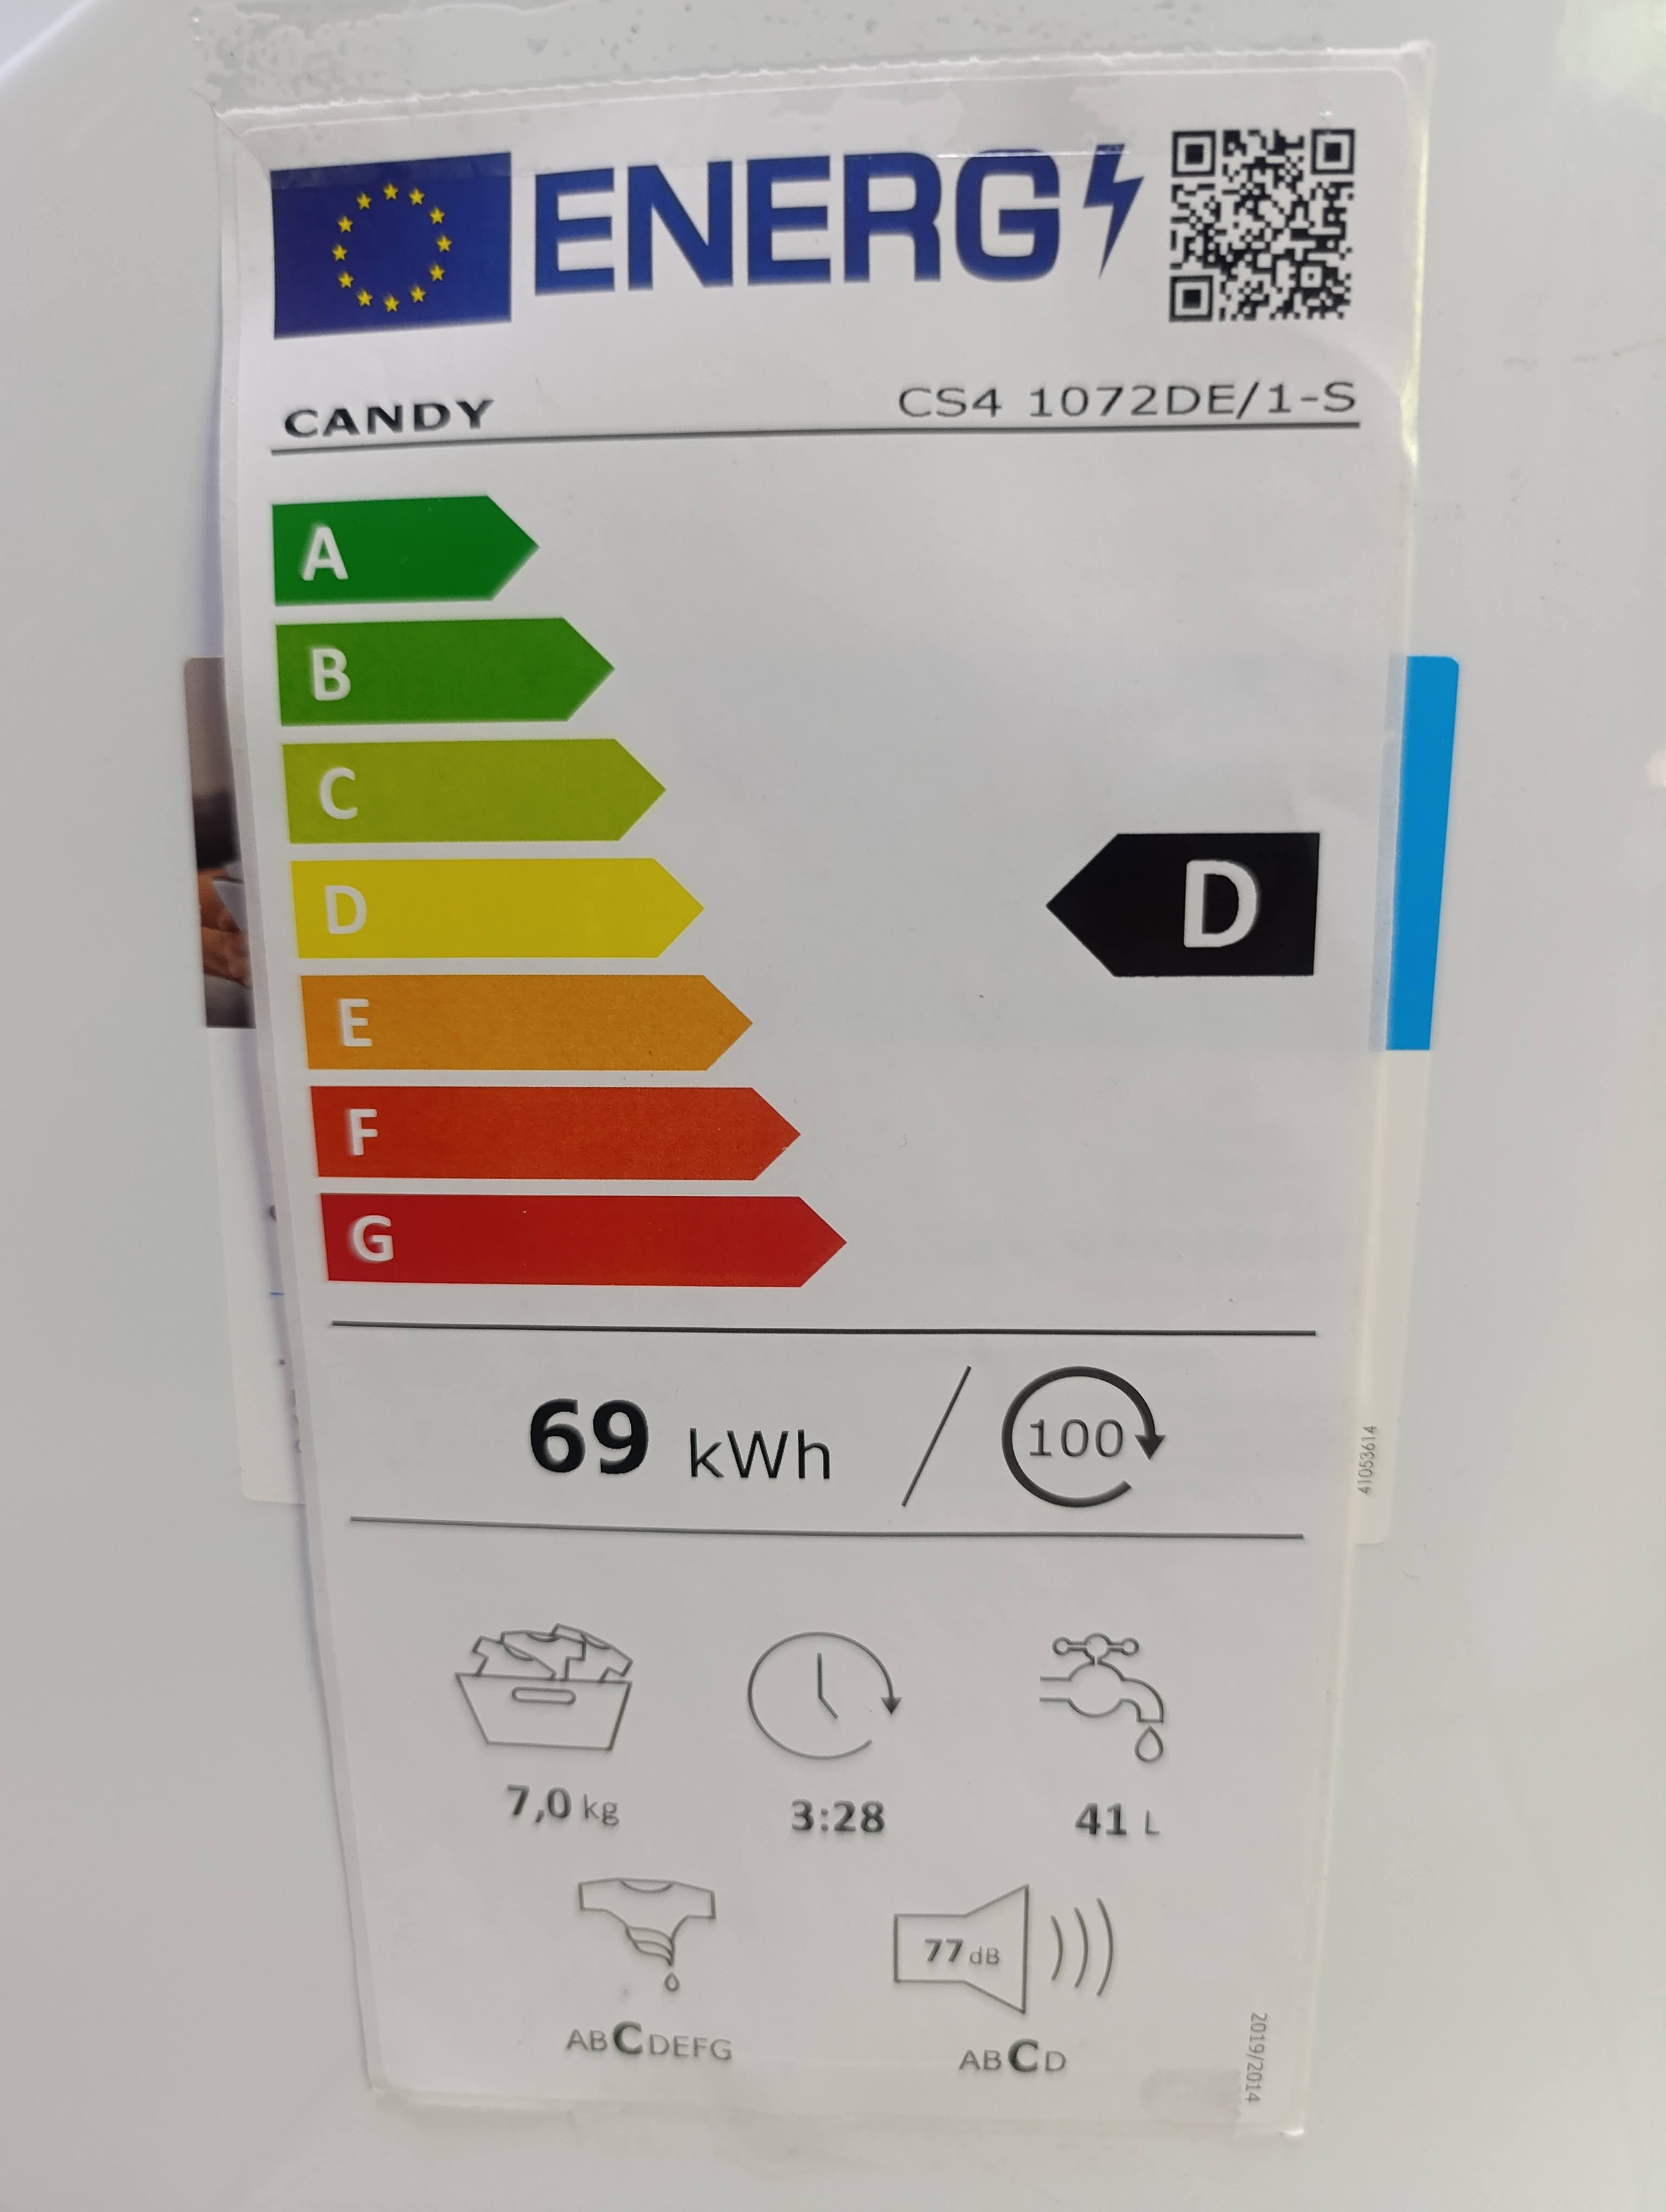 ENERG
CANDY CS4 1072DE/1-S
A
B
C
D
D
E
F
G
69 kWh / 100
41053614
7,0 kg 3:28 41 L
77 dB
ABCDEFG ABCD
2019/2014